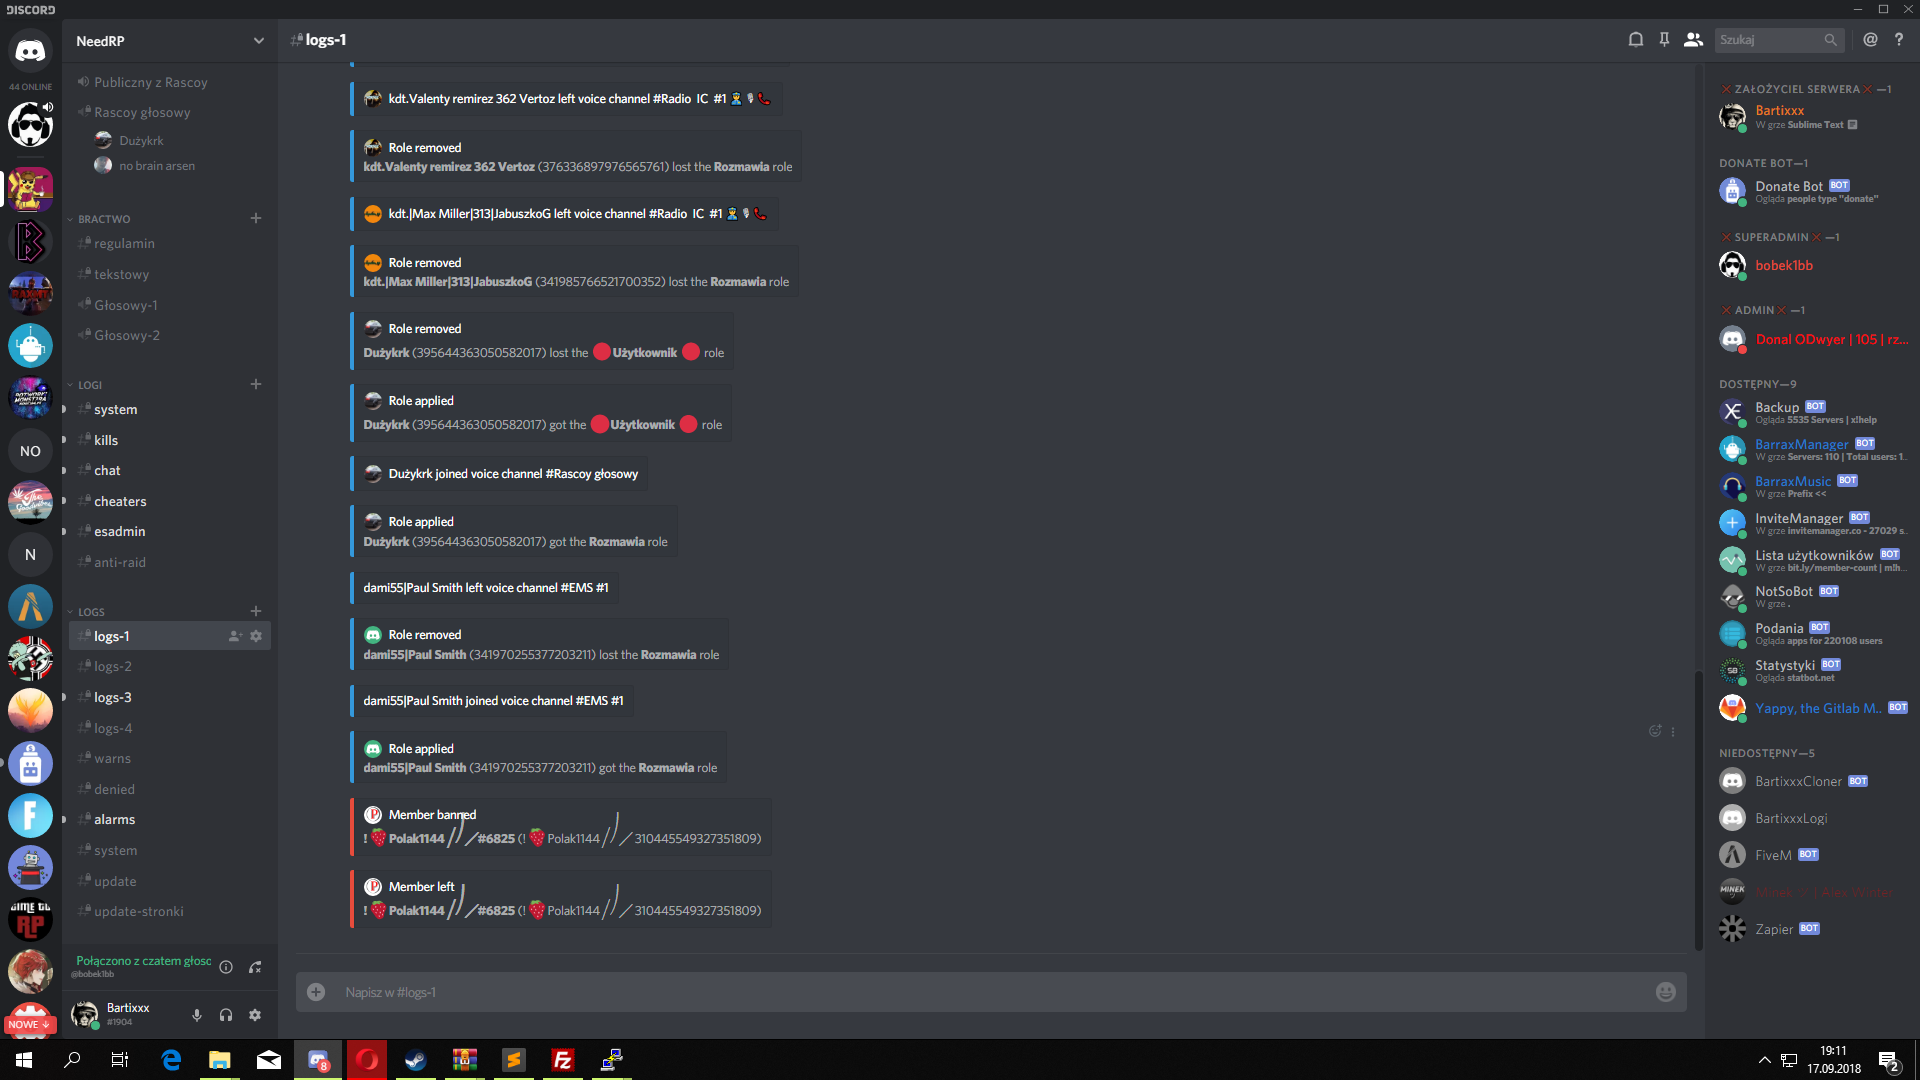 DISCORD
44 ONLINE
NO
N
NOWE
NeedRP
Publiczny z Rascoy
Rascoy głosowy
Dużykrk
no brain arsen
BRACTWO
regulamin
tekstowy
Głosowy-1
Głosowy-2
LOGI
system
kills
chat
cheaters
esadmin
anti-raid
LOGS
logs-1
logs-2
logs-3
logs-4
warns
denied
alarms
system
update
update-stronki
Połączono z czatem głosc
@bobek1bb
Bartixxx
#1904
logs-1
Szukaj
kdt.Valenty remirez 362 Vertoz left voice channel #Radio IC #1
Role removed
kdt.Valenty remirez 362 Vertoz (376336897976565761) lost the Rozmawia role
kdt.|Max Miller|313|JabuszkoG left voice channel #Radio IC #1
Role removed
kdt.|Max Miller|313|JabuszkoG (341985766521700352) lost the Rozmawia role
Role removed
Dużykrk (395644363050582017) lost the 🔴Użytkownik 🔴 role
Role applied
Dużykrk (395644363050582017) got the 🔴Użytkownik 🔴 role
Dużykrk joined voice channel #Rascoy głosowy
Role applied
Dużykrk (395644363050582017) got the Rozmawia role
dami55|Paul Smith left voice channel #EMS #1
Role removed
dami55|Paul Smith (341970255377203211) lost the Rozmawia role
dami55|Paul Smith joined voice channel #EMS #1
Role applied
dami55|Paul Smith (341970255377203211) got the Rozmawia role
Member banned
! 🍓Polak1144 ⎠⎠／#6825 (! 🍓Polak1144 ⎠⎠／310445549327351809)
Member left
! 🍓Polak1144 ⎠⎠／#6825 (! 🍓Polak1144 ⎠⎠／310445549327351809)
Napisz w #logs-1
ZAŁOŻYCIEL SERWERA—1
Bartixxx
W grze Sublime Text
DONATE BOT—1
Donate Bot BOT
Ogląda people type "donate"
SUPERADMIN—1
bobek1bb
ADMIN—1
Donal ODwyer | 105 | rz...
DOSTĘPNY—9
Backup BOT
Ogląda 5535 Servers | x!help
BarraxManager BOT
W grze Servers: 110 | Total users: 1..
BarraxMusic BOT
W grze Prefix <<
InviteManager BOT
W grze invitemanager.co - 27029 s..
Lista użytkowników BOT
W grze bit.ly/member-count | m!h...
NotSoBot BOT
W grze .
Podania BOT
Ogląda apps for 220108 users
Statystyki BOT
Ogląda statbot.net
Yappy, the Gitlab M.. BOT
NIEDOSTĘPNY—5
BartixxxCloner BOT
BartixxxLogi
FiveM BOT
Zapier BOT
8
19:11
17.09.2018
2